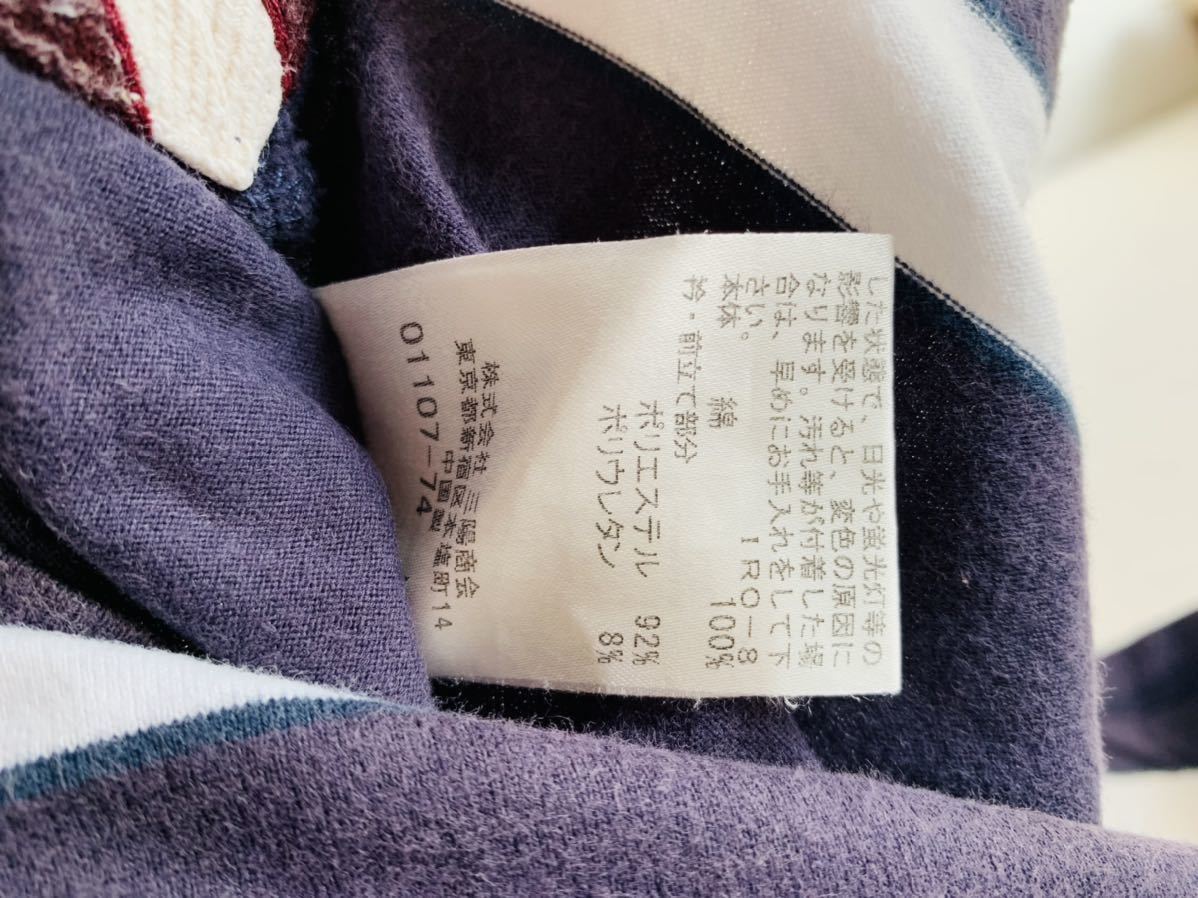 した状態で、日光や蛍光灯等の
影響を受けると、変色の原因に
なります。汚れ等が付着した場
合は、早めにお手入れをして下
さい。 IRO-8
本体 綿 100%
衿・前立て部分
ポリエステル 92%
ポリウレタン 8%
株式会社 三陽商会
東京都新宿区本塩町14
中国製
01107-74